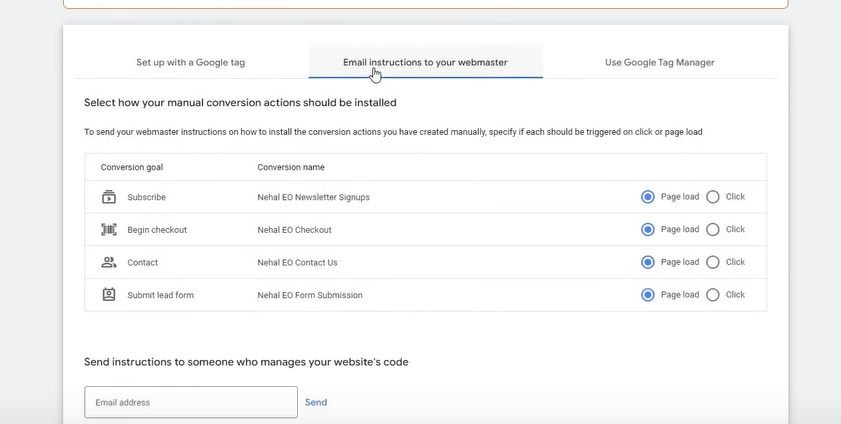 Set up with a Google tag
Email instructions to your webmaster
Use Google Tag Manager
Select how your manual conversion actions should be installed
To send your webmaster instructions on how to install the conversion actions you have created manually, specify if each should be triggered on click or page load
Conversion goal Conversion name
Subscribe Nehal EO Newsletter Signups Page load Click
Begin checkout Nehal EO Checkout Page load Click
Contact Nehal EO Contact Us Page load Click
Submit lead form Nehal EO Form Submission Page load Click
Send instructions to someone who manages your website's code
Email address Send